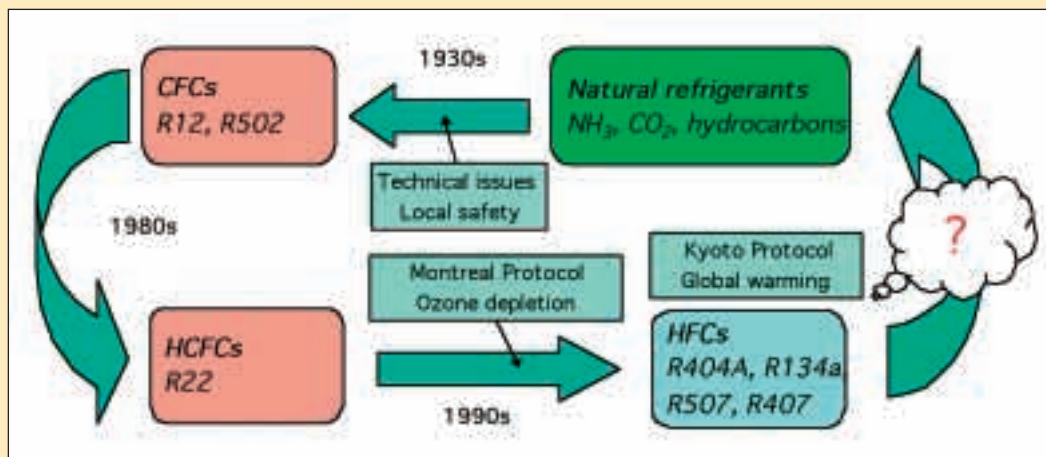 1930s
CFCs
R12, R502
Natural refrigerants
NH₃, CO₂, hydrocarbons
Technical issues
Local safety
1980s
Montreal Protocol
Ozone depletion
Kyoto Protocol
Global warming
?
HCFCs
R22
HFCs
R404A, R134a,
R507, R407
1990s